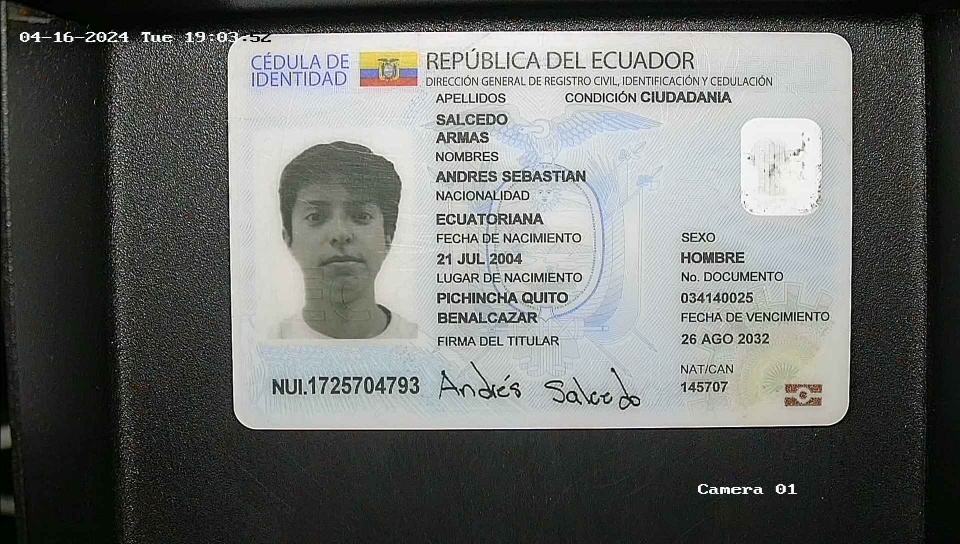 04-16-2024 Tue 19:03:52
CÉDULA DE
IDENTIDAD
REPÚBLICA DEL ECUADOR
DIRECCIÓN GENERAL DE REGISTRO CIVIL, IDENTIFICACIÓN Y CEDULACIÓN
APELLIDOS
CONDICIÓN CIUDADANIA
SALCEDO
ARMAS
NOMBRES
ANDRES SEBASTIAN
NACIONALIDAD
ECUATORIANA
FECHA DE NACIMIENTO
21 JUL 2004
LUGAR DE NACIMIENTO
PICHINCHA QUITO
BENALCAZAR
FIRMA DEL TITULAR
SEXO
HOMBRE
No. DOCUMENTO
034140025
FECHA DE VENCIMIENTO
26 AGO 2032
NAT/CAN
145707
NUI.1725704793
Andrés Salcedo
Camera 01